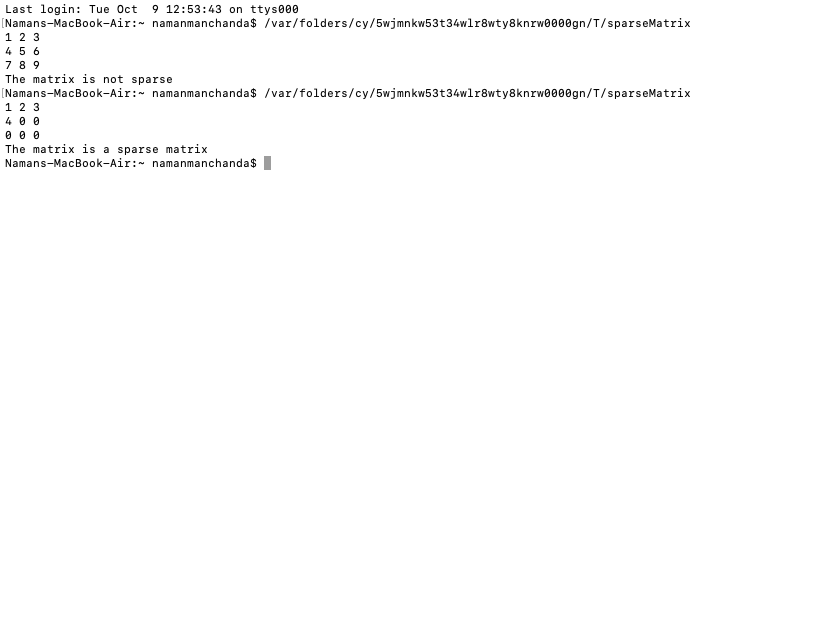 Last login: Tue Oct  9 12:53:43 on ttys000
[Namans-MacBook-Air:~ namanmanchanda$ /var/folders/cy/5wjmnkw53t34wlr8wty8knrw0000gn/T/sparseMatrix
1 2 3
4 5 6
7 8 9
The matrix is not sparse
[Namans-MacBook-Air:~ namanmanchanda$ /var/folders/cy/5wjmnkw53t34wlr8wty8knrw0000gn/T/sparseMatrix
1 2 3
4 0 0
0 0 0
The matrix is a sparse matrix
Namans-MacBook-Air:~ namanmanchanda$